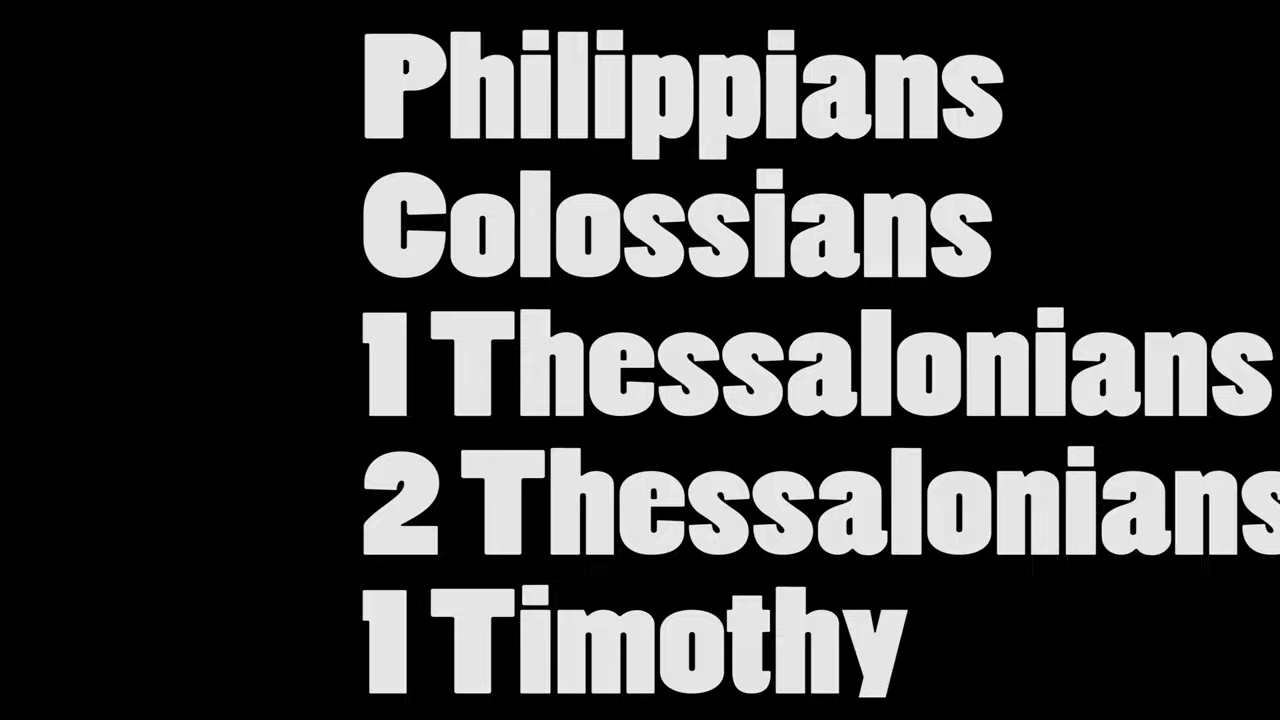 Philippians
Colossians
1 Thessalonians
2 Thessalonians
1 Timothy